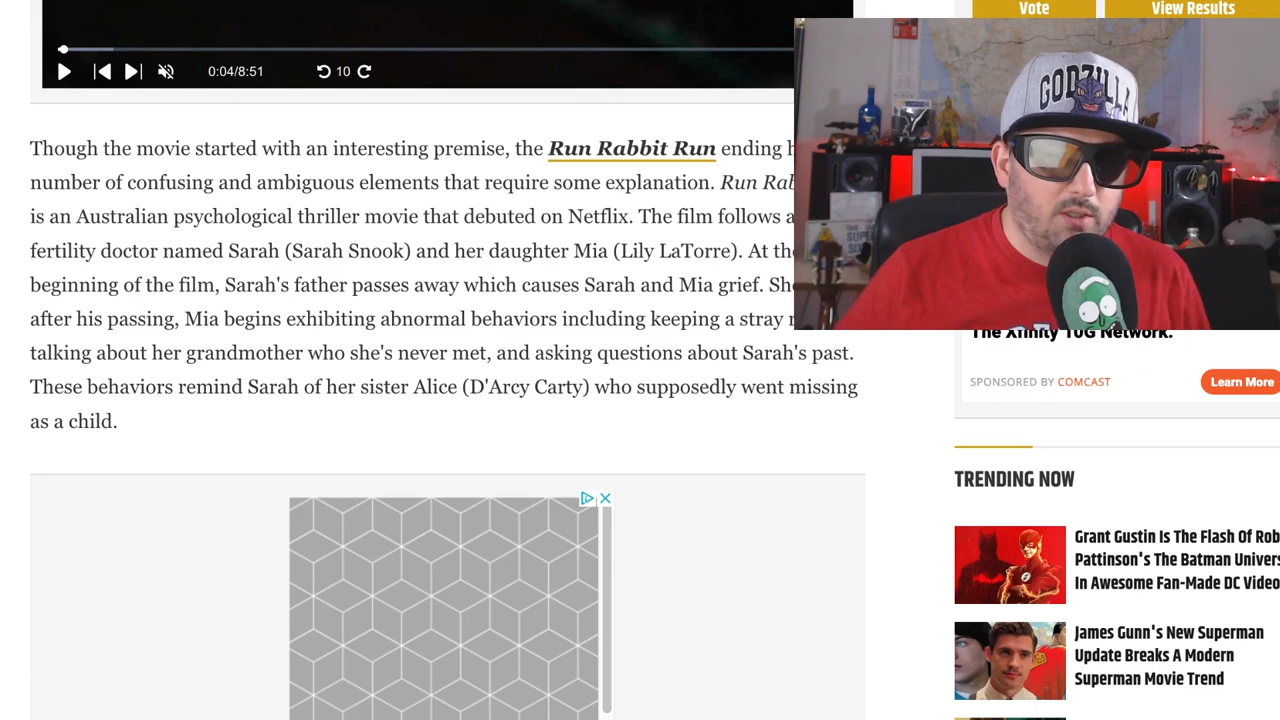 Vote
View Results
0:04/8:51
10
GODZILLA
Though the movie started with an interesting premise, the Run Rabbit Run ending
number of confusing and ambiguous elements that require some explanation. Run
is an Australian psychological thriller movie that debuted on Netflix. The film follows a
fertility doctor named Sarah (Sarah Snook) and her daughter Mia (Lily LaTorre). At the
beginning of the film, Sarah's father passes away which causes Sarah and Mia grief.
after his passing, Mia begins exhibiting abnormal behaviors including keeping a stray
talking about her grandmother who she's never met, and asking questions about Sarah's past.
These behaviors remind Sarah of her sister Alice (D'Arcy Carty) who supposedly went missing
as a child.
The Xfinity 10G Network.
SPONSORED BY COMCAST
Learn More
TRENDING NOW
Grant Gustin Is The Flash Of
Pattinson's The Batman
In Awesome Fan-Made DC Video
James Gunn's New Superman
Update Breaks A Modern
Superman Movie Trend